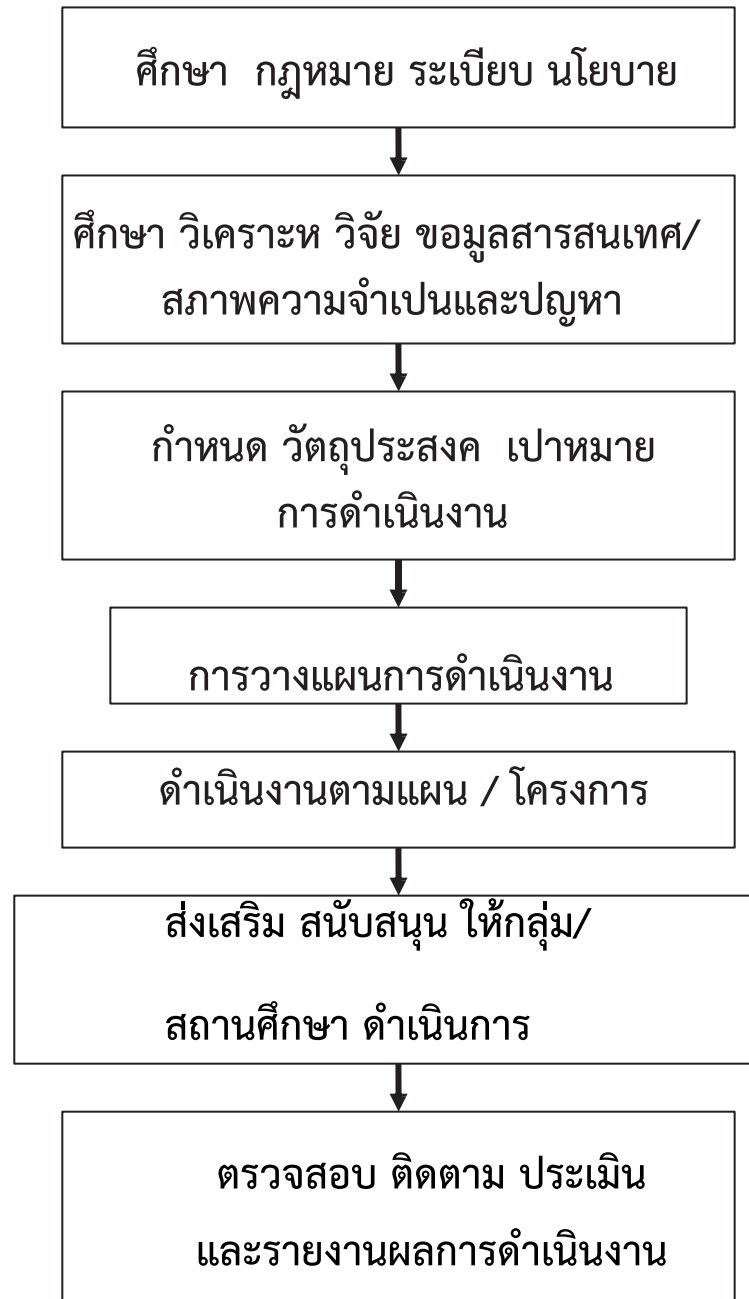 ศึกษา  กฎหมาย ระเบียบ นโยบาย
ศึกษา วิเคราะห วิจัย ขอมูลสารสนเทศ/
สภาพความจําเปนและปญหา
กําหนด วัตถุประสงค  เปาหมาย
การดําเนินงาน
การวางแผนการดําเนินงาน
ดําเนินงานตามแผน / โครงการ
ส่งเสริม สนับสนุน ให้กลุ่ม/
สถานศึกษา ดําเนินการ
ตรวจสอบ ติดตาม ประเมิน
และรายงานผลการดําเนินงาน